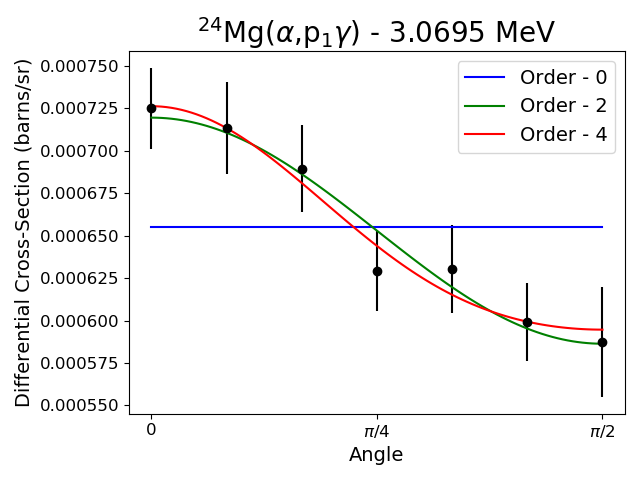 ²⁴Mg(α,p₁γ) - 3.0695 MeV
Order - 0
Order - 2
Order - 4
Differential Cross-Section (barns/sr)
0.000750
0.000725
0.000700
0.000675
0.000650
0.000625
0.000600
0.000575
0.000550
0 π/4 π/2
Angle